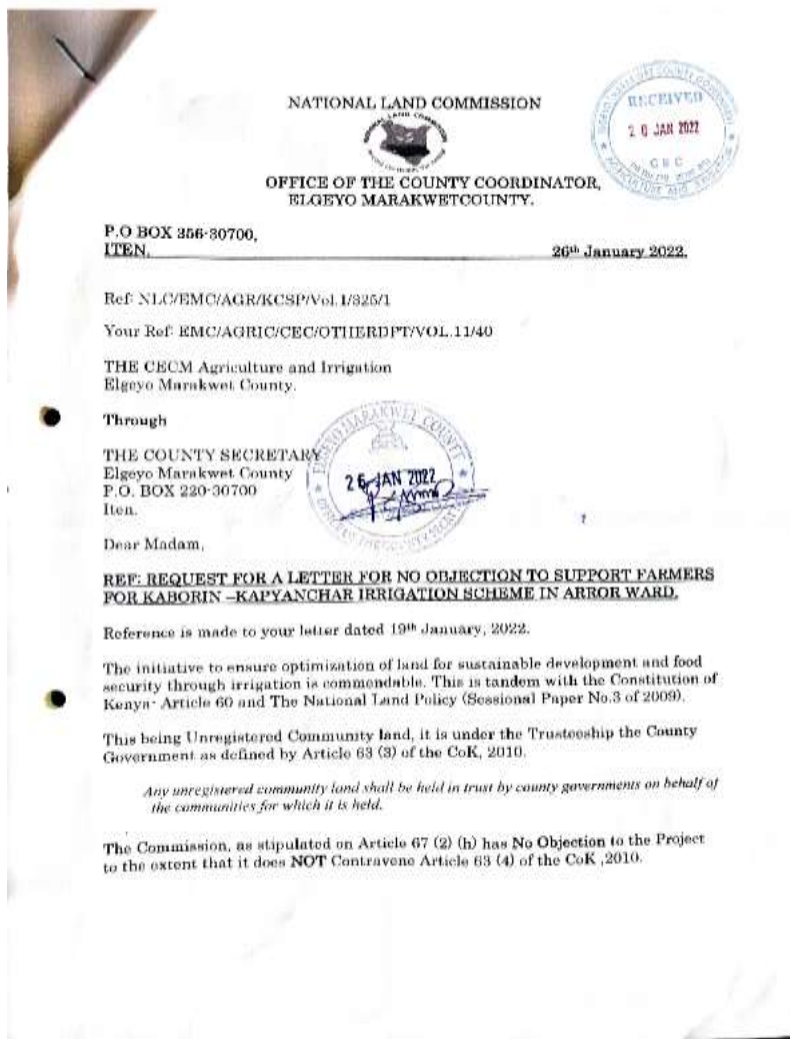 NATIONAL LAND COMMISSION
RECEIVED
26 JAN 2022
OFFICE OF THE COUNTY COORDINATOR,
ELGEYO MARAKWETCOUNTY.
P.O BOX 356-30700,
ITEN. 26th January 2022.
Ref: NLC/EMC/AGR/KCSP/Vol.1/325/1
Your Ref: EMC/AGRIC/CEC/OTHERDPT/VOL.11/40
THE CECM Agriculture and Irrigation
Elgeyo Marakwet County.
Through
THE COUNTY SECRETARY
Elgeyo Marakwet County
P.O. BOX 220-30700
Iten.
ELGEYO MARAKWET COUNTY
26 JAN 2022
Dear Madam,
REF: REQUEST FOR A LETTER FOR NO OBJECTION TO SUPPORT FARMERS
FOR KABORIN –KAPYANCHAR IRRIGATION SCHEME IN ARROR WARD.
Reference is made to your letter dated 19th January, 2022.
The initiative to ensure optimization of land for sustainable development and food
security through irrigation is commendable. This is tandem with the Constitution of
Kenya- Article 60 and The National Land Policy (Sessional Paper No.3 of 2009).
This being Unregistered Community land, it is under the Trusteeship the County
Government as defined by Article 63 (3) of the CoK, 2010.
Any unregistered community land shall be held in trust by county governments on behalf of
the communities for which it is held.
The Commission, as stipulated on Article 67 (2) (h) has No Objection to the Project
to the extent that it does NOT Contravene Article 63 (4) of the CoK ,2010.